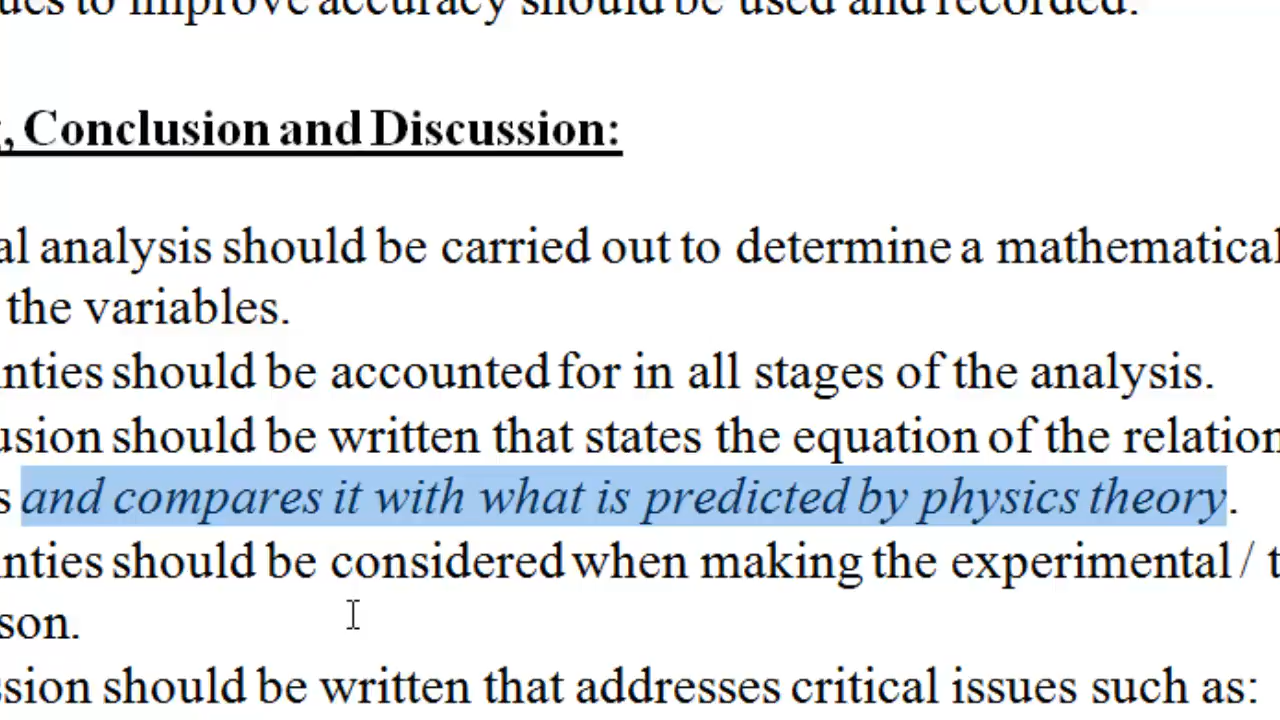 ues to improve accuracy should be used and recorded.
, Conclusion and Discussion:
al analysis should be carried out to determine a mathematical
the variables.
nties should be accounted for in all stages of the analysis.
usion should be written that states the equation of the relation
s and compares it with what is predicted by physics theory.
nties should be considered when making the experimental / t
son.
ssion should be written that addresses critical issues such as: